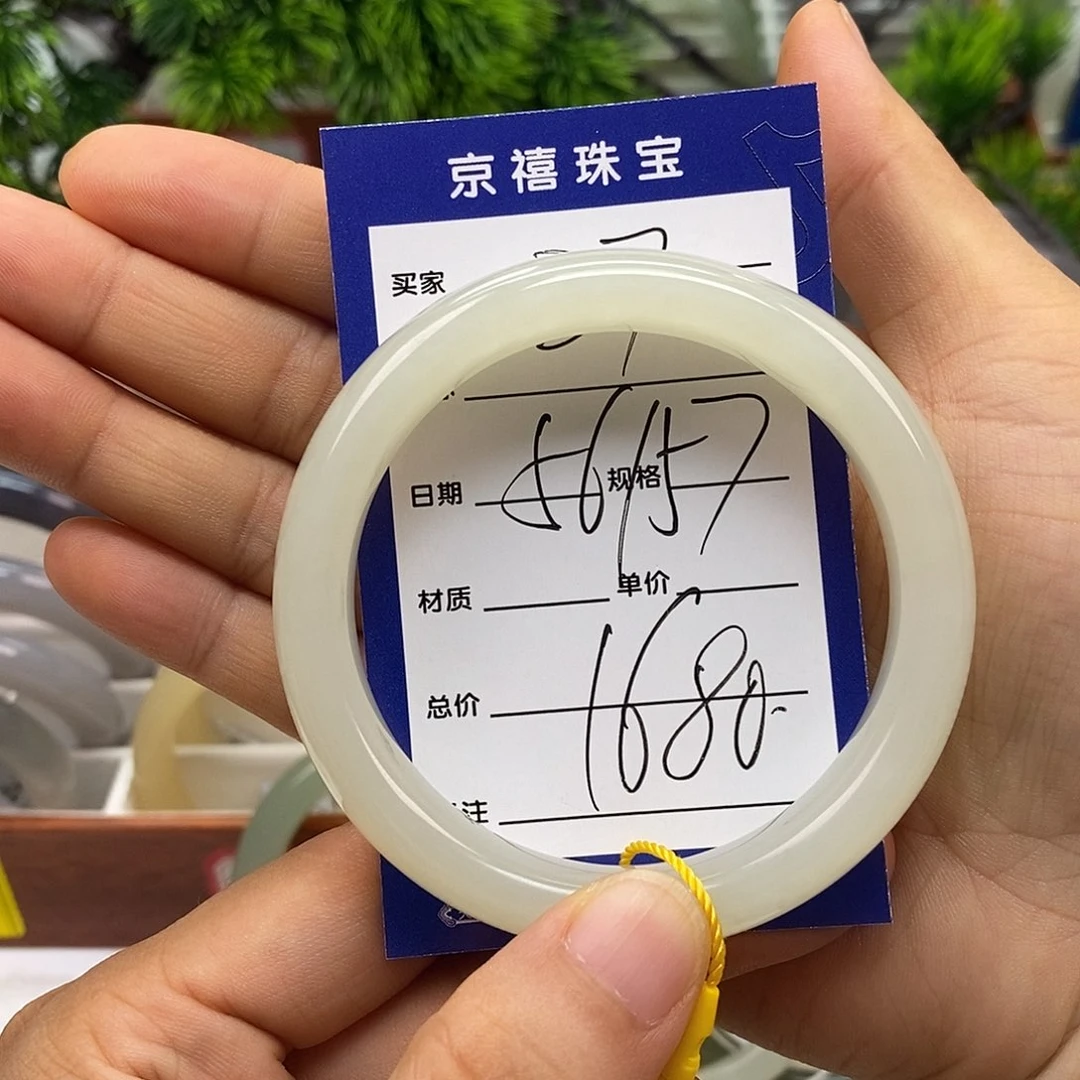 京禧珠宝
买家
日期 56/57 规格
材质 单价
总价 1680
注